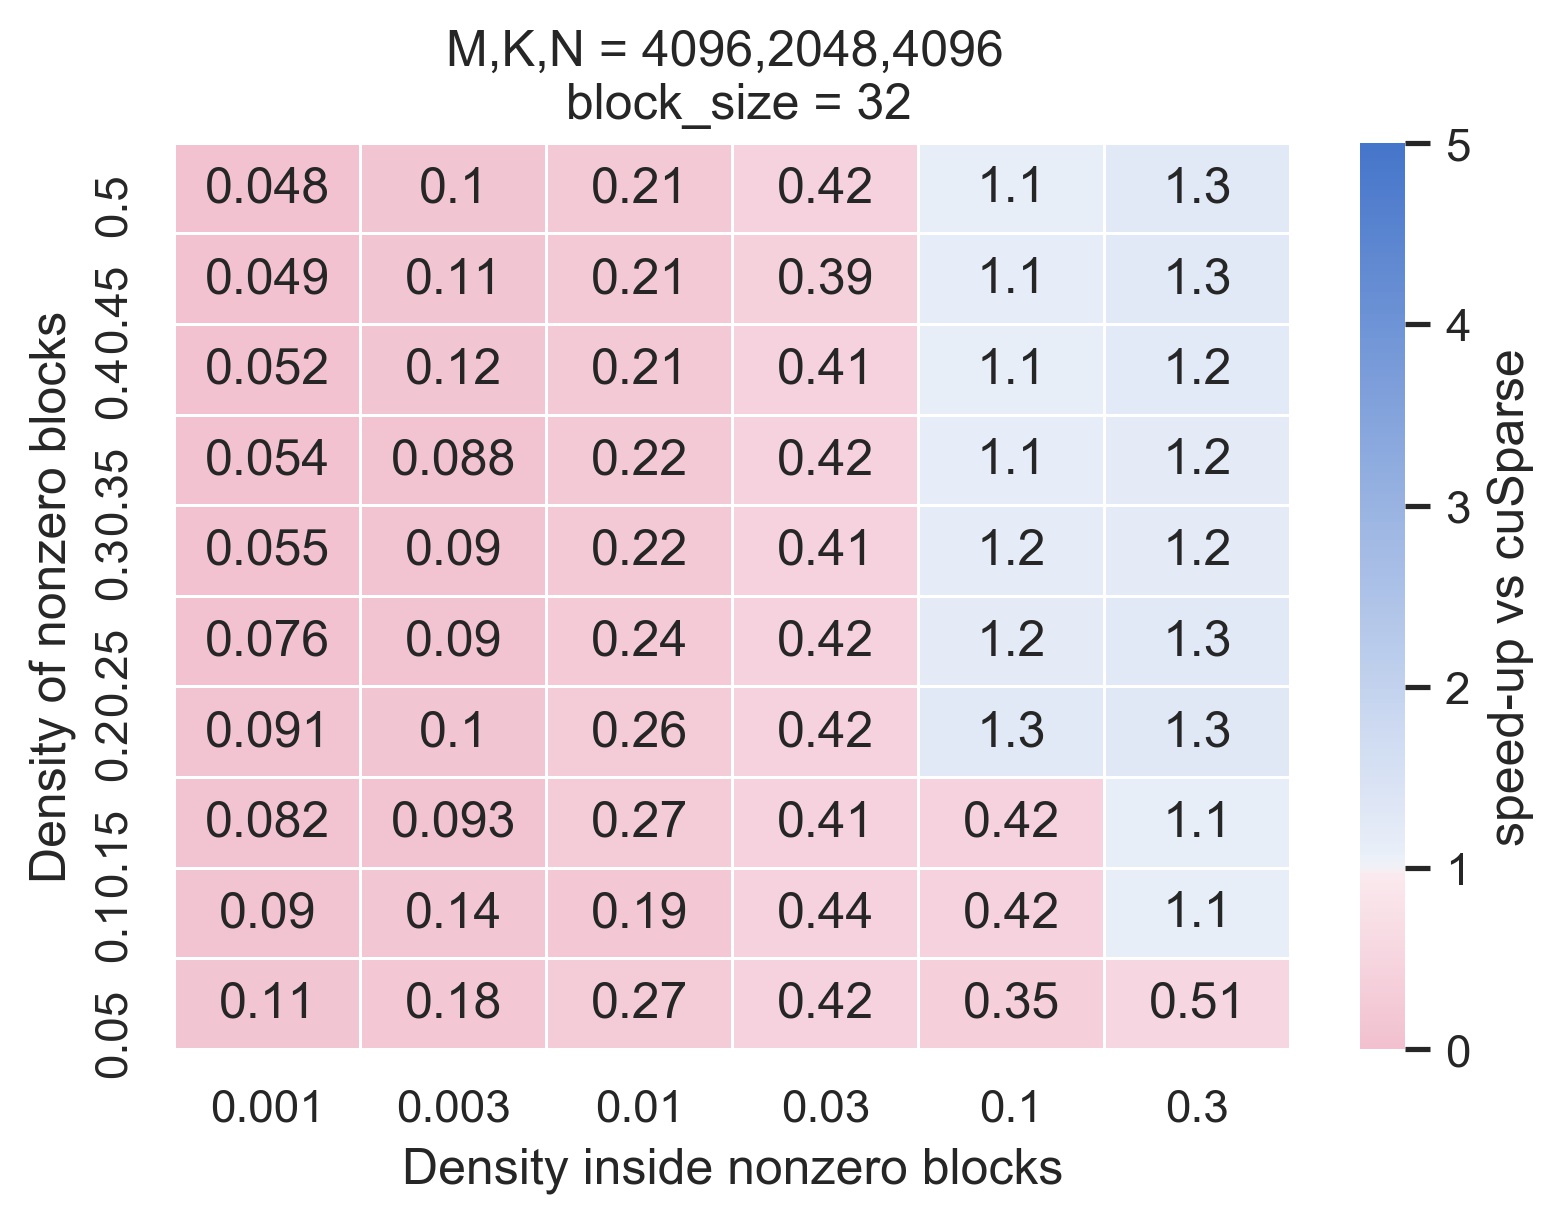 M,K,N = 4096,2048,4096
block_size = 32
Density of nonzero blocks
0.5 0.048 0.1 0.21 0.42 1.1 1.3
0.45 0.049 0.11 0.21 0.39 1.1 1.3
0.4 0.052 0.12 0.21 0.41 1.1 1.2
0.35 0.054 0.088 0.22 0.42 1.1 1.2
0.3 0.055 0.09 0.22 0.41 1.2 1.2
0.25 0.076 0.09 0.24 0.42 1.2 1.3
0.2 0.091 0.1 0.26 0.42 1.3 1.3
0.15 0.082 0.093 0.27 0.41 0.42 1.1
0.1 0.09 0.14 0.19 0.44 0.42 1.1
0.05 0.11 0.18 0.27 0.42 0.35 0.51
0.001 0.003 0.01 0.03 0.1 0.3
Density inside nonzero blocks
5
4
3
2
1
0
speed-up vs cuSparse